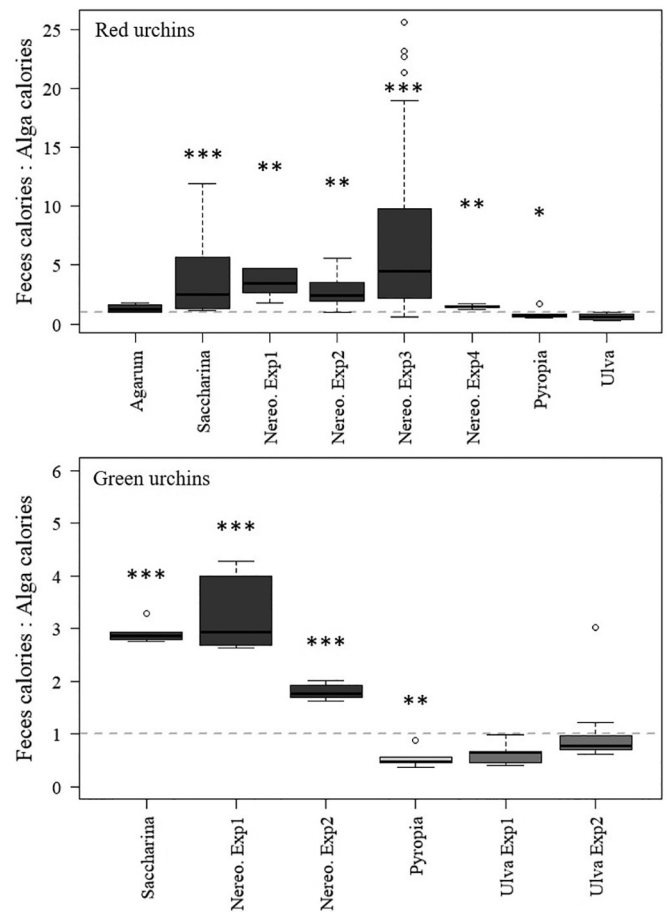 Red urchins
Feces calories : Alga calories
25
20
15
10
5
0
***
**
**
***
**
*
Agarum
Saccharina
Nereo. Exp1
Nereo. Exp2
Nereo. Exp3
Nereo. Exp4
Pyropia
Ulva
Green urchins
Feces calories : Alga calories
6
5
4
3
2
1
0
***
***
***
**
Saccharina
Nereo. Exp1
Nereo. Exp2
Pyropia
Ulva Exp1
Ulva Exp2